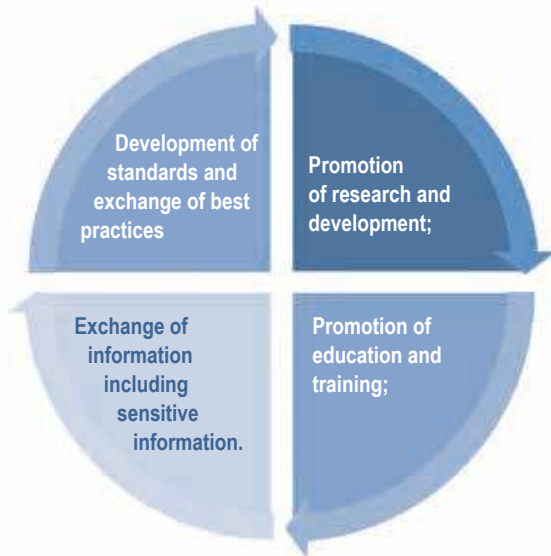 Development of
standards and
exchange of best
practices
Promotion
of research and
development;
Exchange of
information
including
sensitive
information.
Promotion of
education and
training;